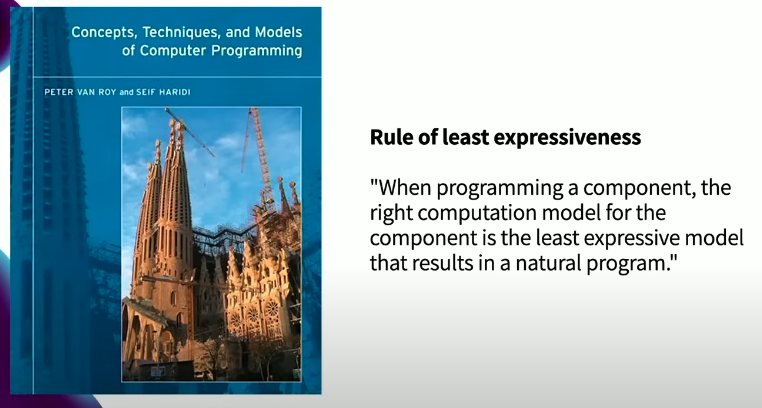 Concepts, Techniques, and Models
of Computer Programming
PETER VAN ROY and SEIF HARIDI
Rule of least expressiveness
"When programming a component, the
right computation model for the
component is the least expressive model
that results in a natural program."